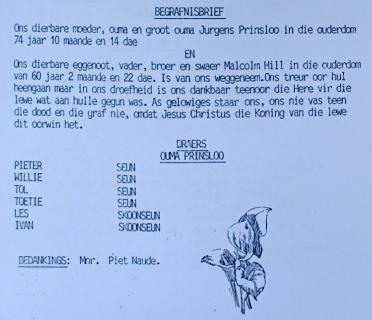 BEGRAFNISBRIEF
Ons dierbare moeder, ouma en groot ouma Jurgens Prinsloo in die ouderdom
74 jaar 10 maande en 14 dae
EN
Ons dierbare eggenoot, vader, broer en swaer Malcolm Hill in die ouderdom
van 60 jaar 2 maande en 22 dae. Is van ons weggeneem.Ons treur oor hul
heengaan maar in ons droefheid is ons dankbaar teenoor die Here vir die
lewe wat aan hulle gegun was. As gelowiges staar ons, ons nie vas teen
die dood en die graf nie, omdat Jesus Christus die Koning van die lewe
dit oorwin het.
DRAERS
OUMA PRINSLOO
PIETER SEUN
WILLIE SEUN
TOL SEUN
TOETIE SEUN
LES SKOONSEUN
IVAN SKOONSEUN
BEDANKINGS: Mnr. Piet Naude.